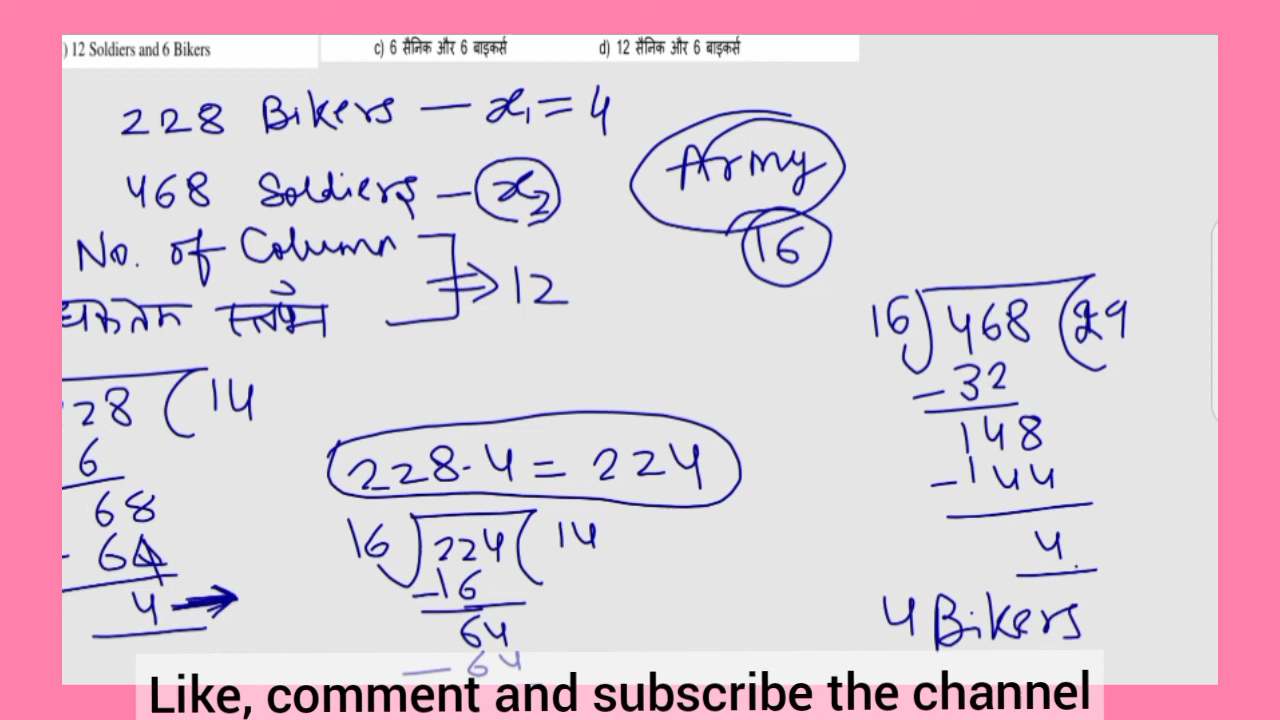 ) 12 Soldiers and 6 Bikers c) 6 सैनिक और 6 बाइकर्स d) 12 सैनिक और 6 बाइकर्स
228 Bikers — x₁ = 4
468 Soldiers — x₂
Army
16
No. of Column
⇒ 12
28 ( 14
6
68
- 64
4 →
228 - 4 = 224
16 ) 224 ( 14
- 16
64
- 64
16 ) 468 ( 29
- 32
148
- 144
4
4 Bikers
Like, comment and subscribe the channel